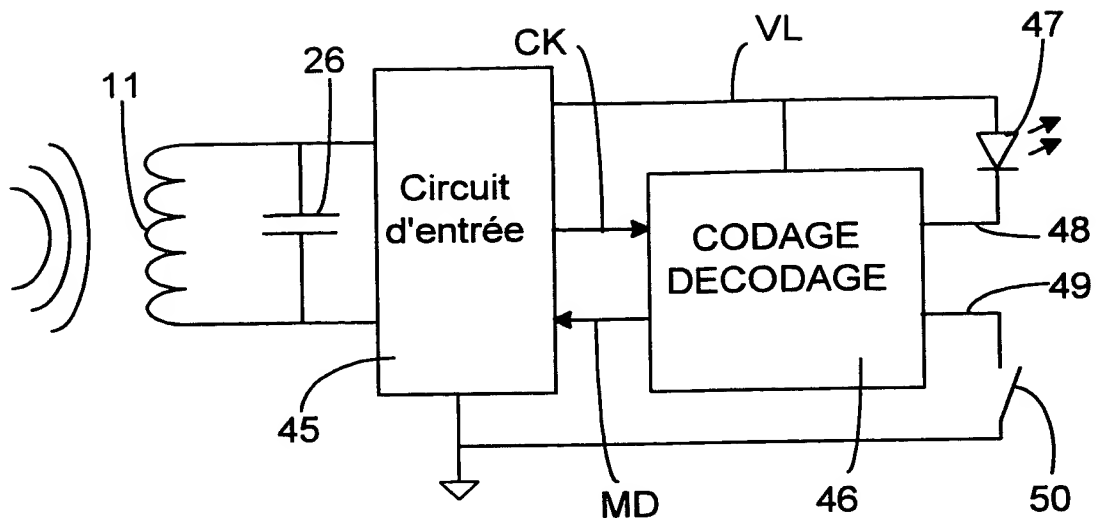 CK
VL
47
26
11
Circuit
d'entrée
CODAGE
DECODAGE
48
49
45
MD
46
50